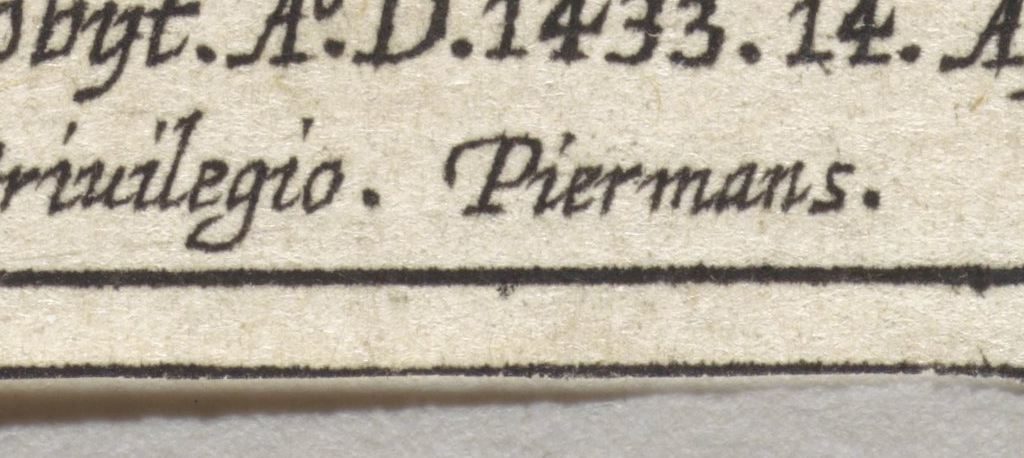 obyt. Aº. D. 1433. 14. A
riuilegio. Piermans.